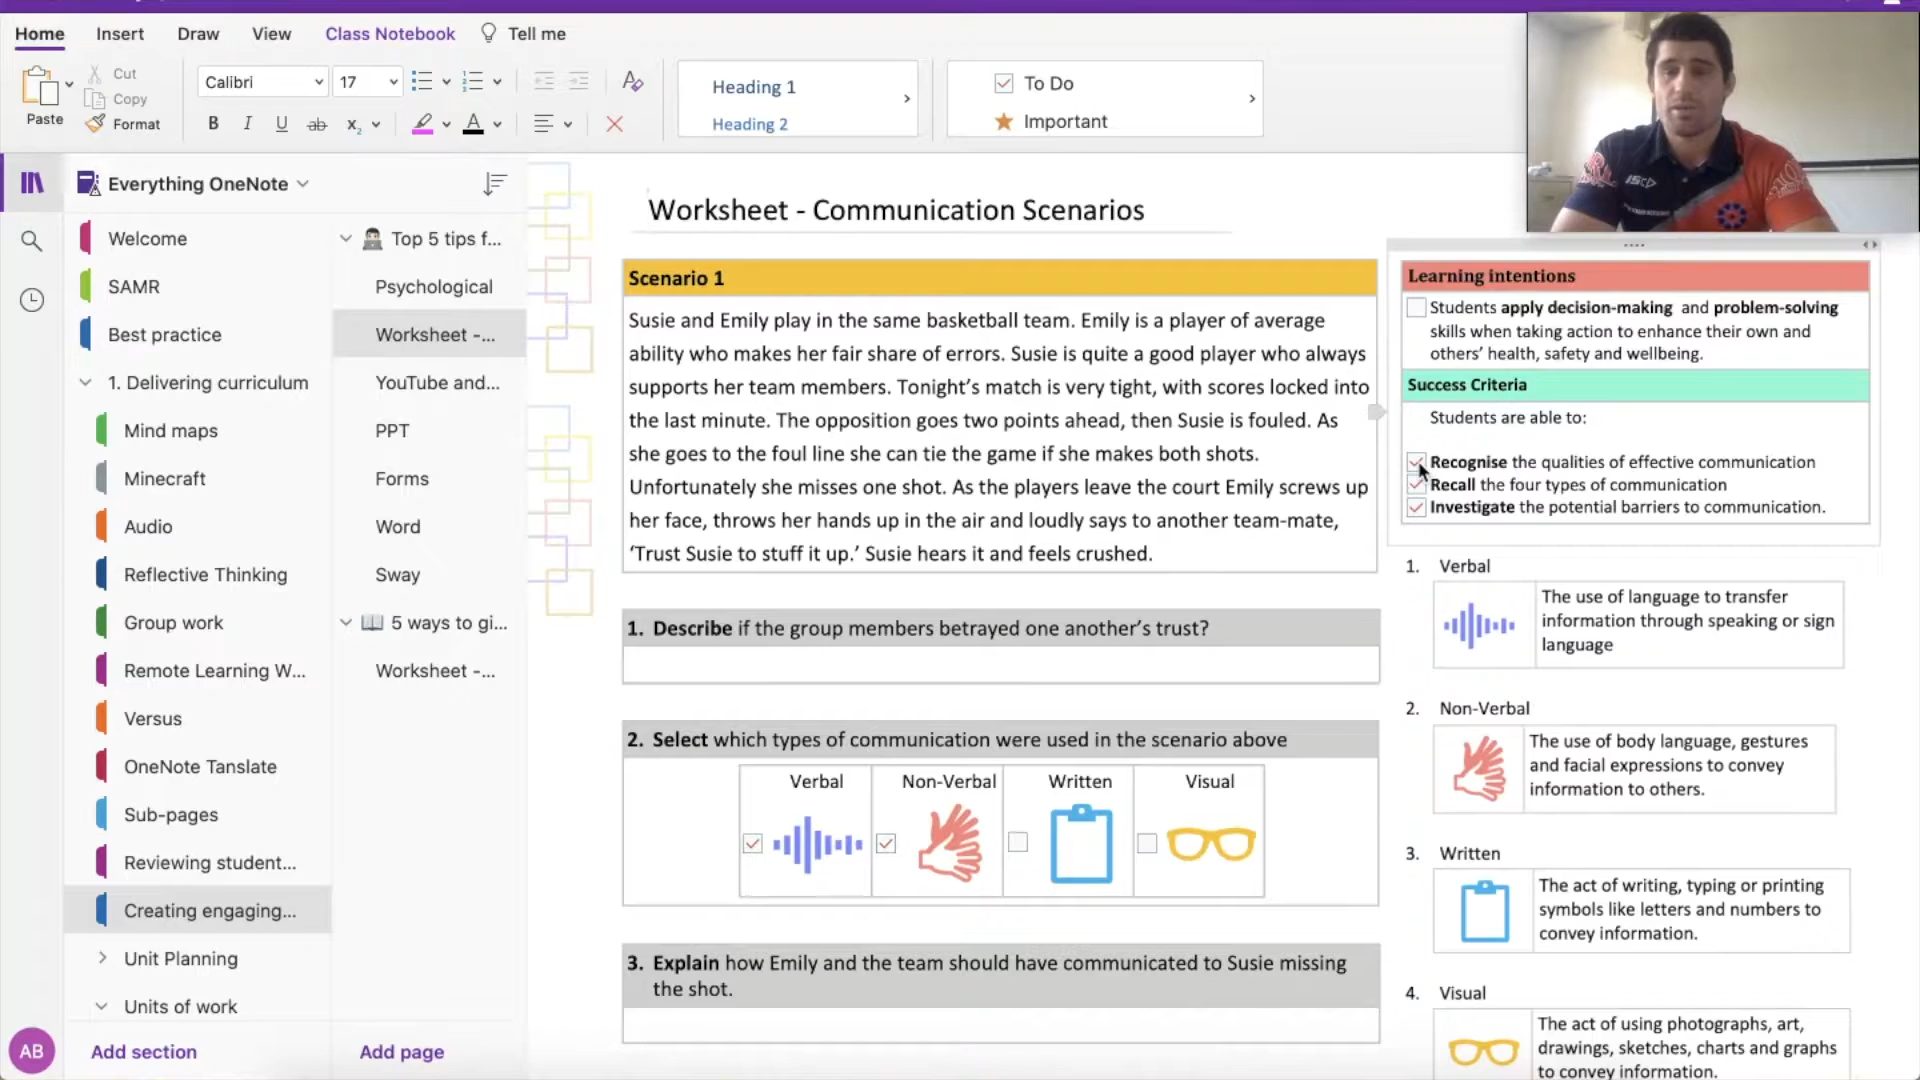 Home Insert Draw View Class Notebook Tell me
Cut
Copy
Paste Format
Calibri 17
B I U ab x₂ A
Heading 1
Heading 2
To Do
Important
ISC
Everything OneNote
Welcome
SAMR
Best practice
1. Delivering curriculum
Mind maps
Minecraft
Audio
Reflective Thinking
Group work
Remote Learning W...
Versus
OneNote Tanslate
Sub-pages
Reviewing student...
Creating engaging...
Unit Planning
Units of work
AB
Add section
Top 5 tips f...
Psychological
Worksheet -...
YouTube and...
PPT
Forms
Word
Sway
5 ways to gi...
Worksheet -...
Add page
Worksheet - Communication Scenarios
Scenario 1
Susie and Emily play in the same basketball team. Emily is a player of average
ability who makes her fair share of errors. Susie is quite a good player who always
supports her team members. Tonight's match is very tight, with scores locked into
the last minute. The opposition goes two points ahead, then Susie is fouled. As
she goes to the foul line she can tie the game if she makes both shots.
Unfortunately she misses one shot. As the players leave the court Emily screws up
her face, throws her hands up in the air and loudly says to another team-mate,
‘Trust Susie to stuff it up.’ Susie hears it and feels crushed.
1. Describe if the group members betrayed one another’s trust?
2. Select which types of communication were used in the scenario above
Verbal Non-Verbal Written Visual
3. Explain how Emily and the team should have communicated to Susie missing
the shot.
Learning intentions
Students apply decision-making and problem-solving
skills when taking action to enhance their own and
others’ health, safety and wellbeing.
Success Criteria
Students are able to:
Recognise the qualities of effective communication
Recall the four types of communication
Investigate the potential barriers to communication.
1. Verbal
The use of language to transfer
information through speaking or sign
language
2. Non-Verbal
The use of body language, gestures
and facial expressions to convey
information to others.
3. Written
The act of writing, typing or printing
symbols like letters and numbers to
convey information.
4. Visual
The act of using photographs, art,
drawings, sketches, charts and graphs
to convey information.